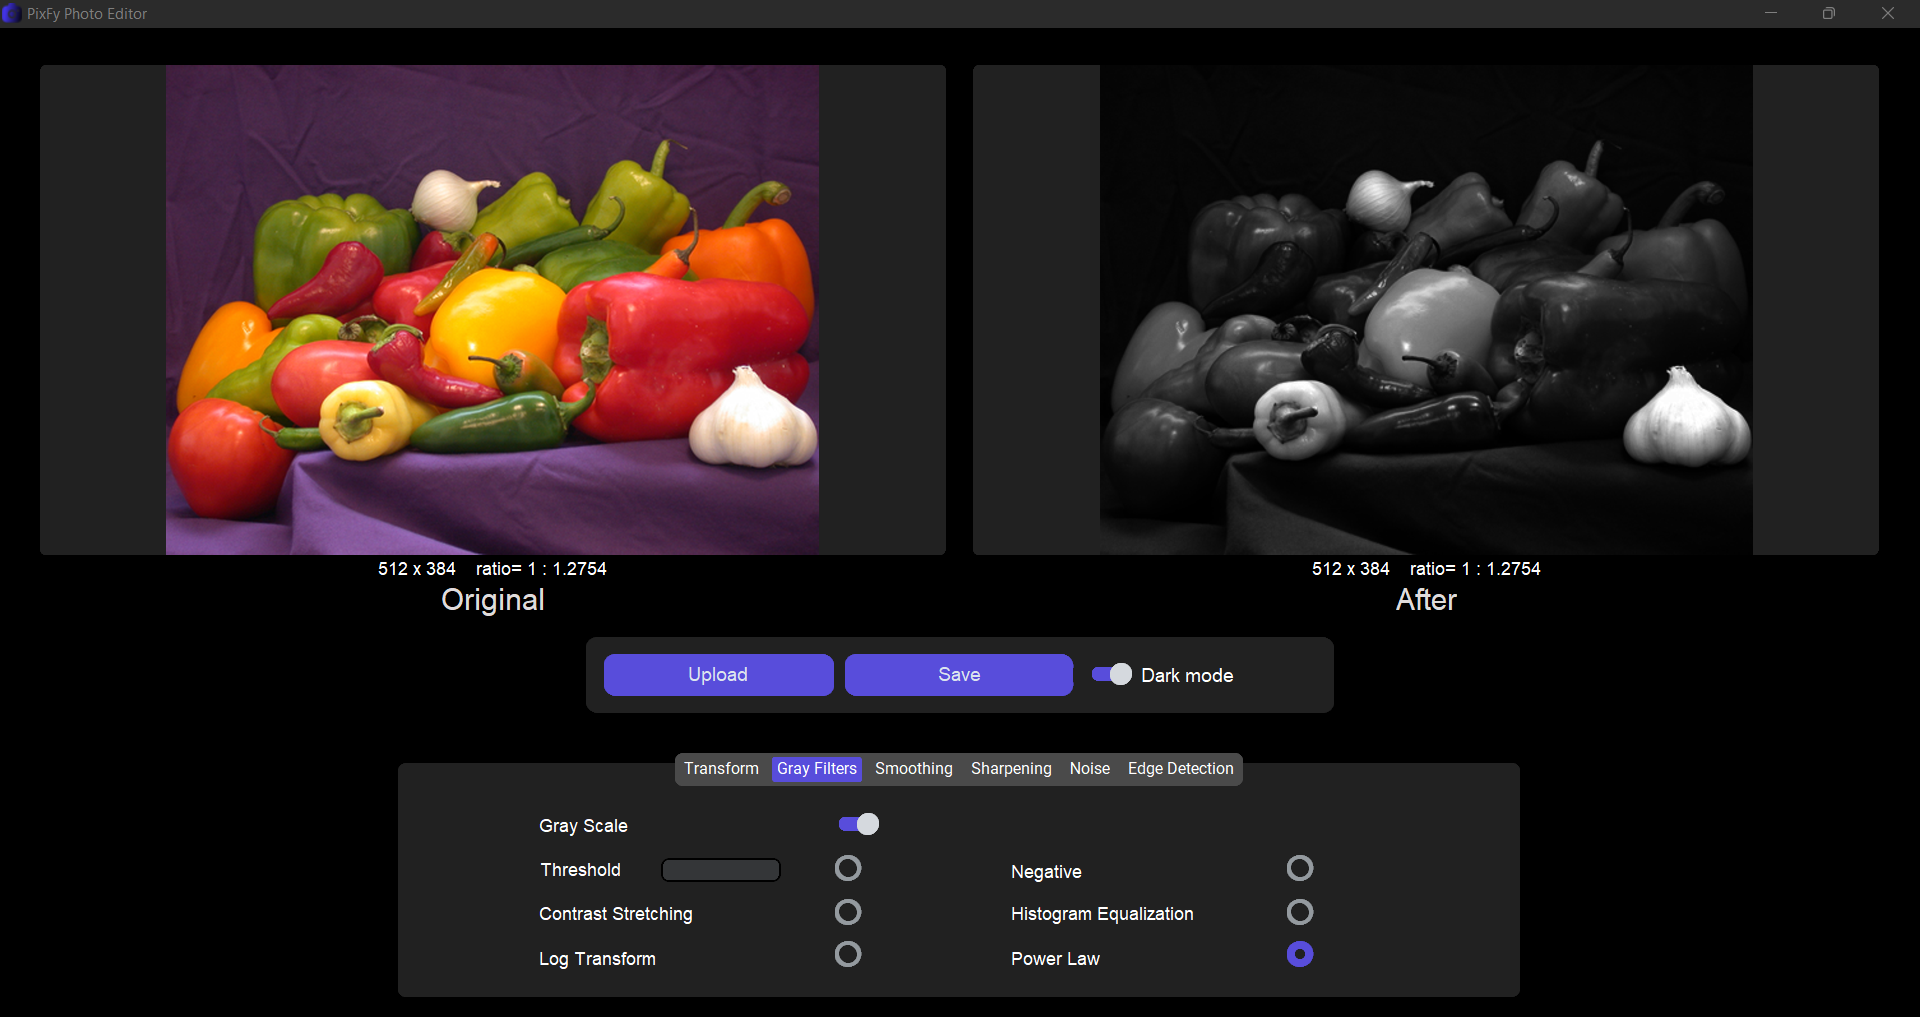 PixFy Photo Editor
512 x 384 ratio= 1 : 1.2754
Original
512 x 384 ratio= 1 : 1.2754
After
Upload
Save
Dark mode
Transform Gray Filters Smoothing Sharpening Noise Edge Detection
Gray Scale
Threshold
Negative
Contrast Stretching
Histogram Equalization
Log Transform
Power Law